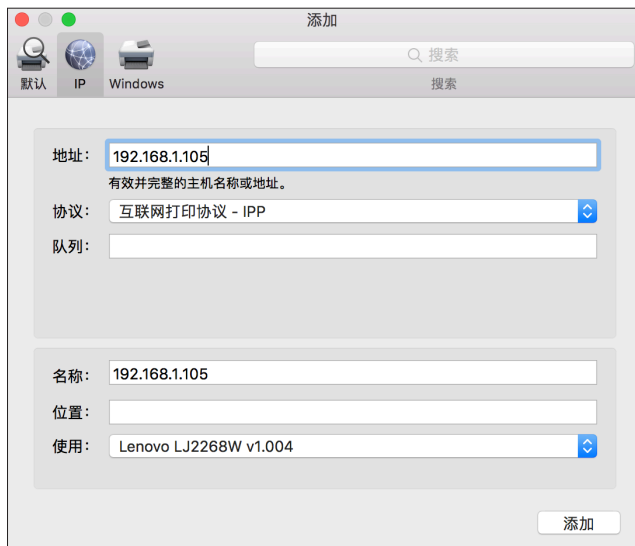 添加
搜索
默认 IP Windows 搜索
地址： 192.168.1.105
有效并完整的主机名称或地址。
协议： 互联网打印协议 - IPP
队列：
名称： 192.168.1.105
位置：
使用： Lenovo LJ2268W v1.004
添加